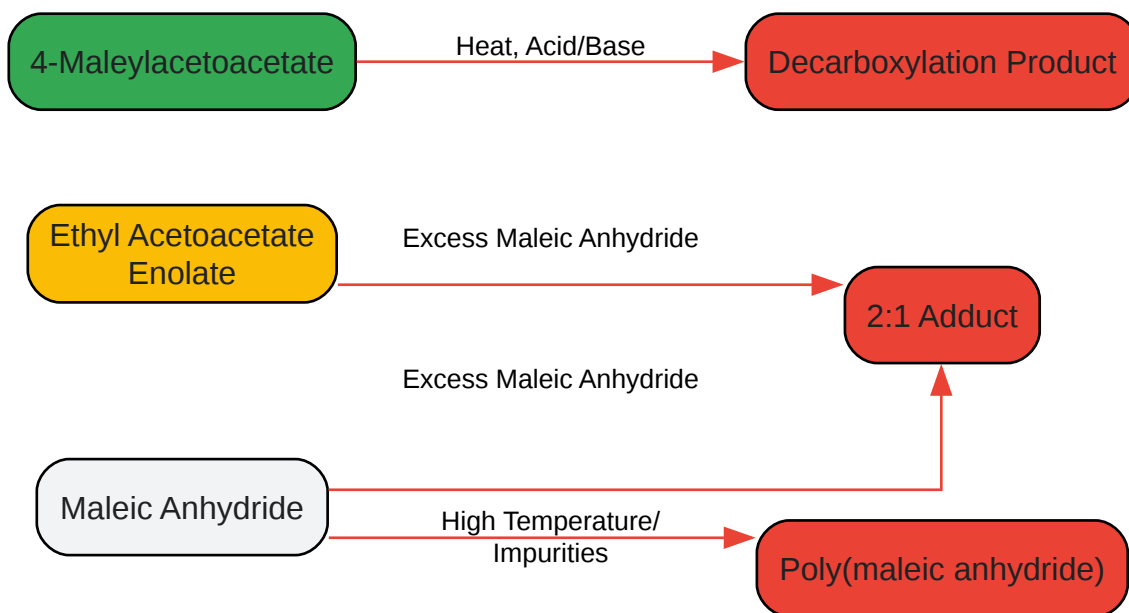 Heat, Acid/Base
4-Maleylacetoacetate
Decarboxylation Product
Ethyl Acetoacetate
Enolate
Excess Maleic Anhydride
2:1 Adduct
Excess Maleic Anhydride
Maleic Anhydride
High Temperature/
Impurities
Poly(maleic anhydride)